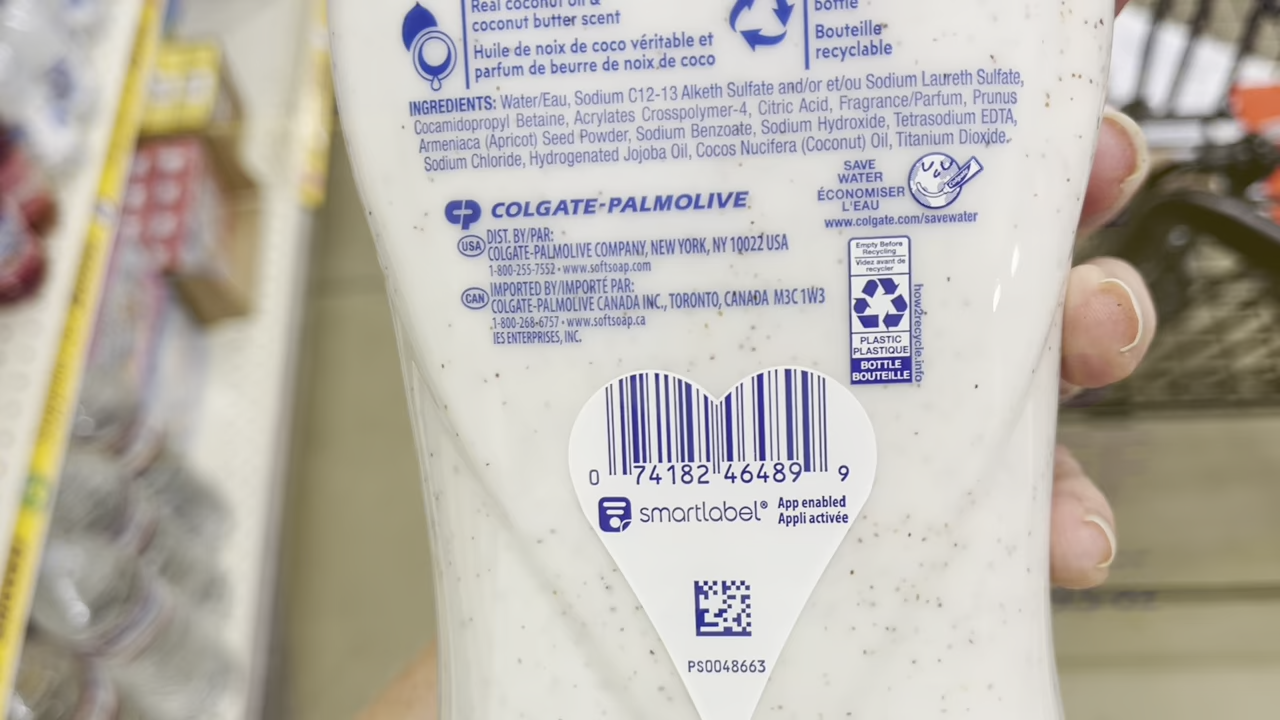 Real coconut oil &
coconut butter scent
Huile de noix de coco véritable et
parfum de beurre de noix de coco
bottle
Bouteille
recyclable
INGREDIENTS: Water/Eau, Sodium C12-13 Alketh Sulfate and/or et/ou Sodium Laureth Sulfate,
Cocamidopropyl Betaine, Acrylates Crosspolymer-4, Citric Acid, Fragrance/Parfum, Prunus
Armeniaca (Apricot) Seed Powder, Sodium Benzoate, Sodium Hydroxide, Tetrasodium EDTA,
Sodium Chloride, Hydrogenated Jojoba Oil, Cocos Nucifera (Coconut) Oil, Titanium Dioxide.
SAVE
WATER
ÉCONOMISER
L'EAU
www.colgate.com/savewater
COLGATE-PALMOLIVE
USA
DIST. BY/PAR:
COLGATE-PALMOLIVE COMPANY, NEW YORK, NY 10022 USA
1-800-255-7552 • www.softsoap.com
CAN
IMPORTED BY/IMPORTÉ PAR:
COLGATE-PALMOLIVE CANADA INC., TORONTO, CANADA M3C 1W3
1-800-268-6757 • www.softsoap.ca
IES ENTERPRISES, INC.
Empty Before
Recycling
Videz avant de
recycler
PLASTIC
PLASTIQUE
BOTTLE
BOUTEILLE
how2recycle.info
0 74182 46489 9
smartlabel® App enabled
Appli activée
PS0048663